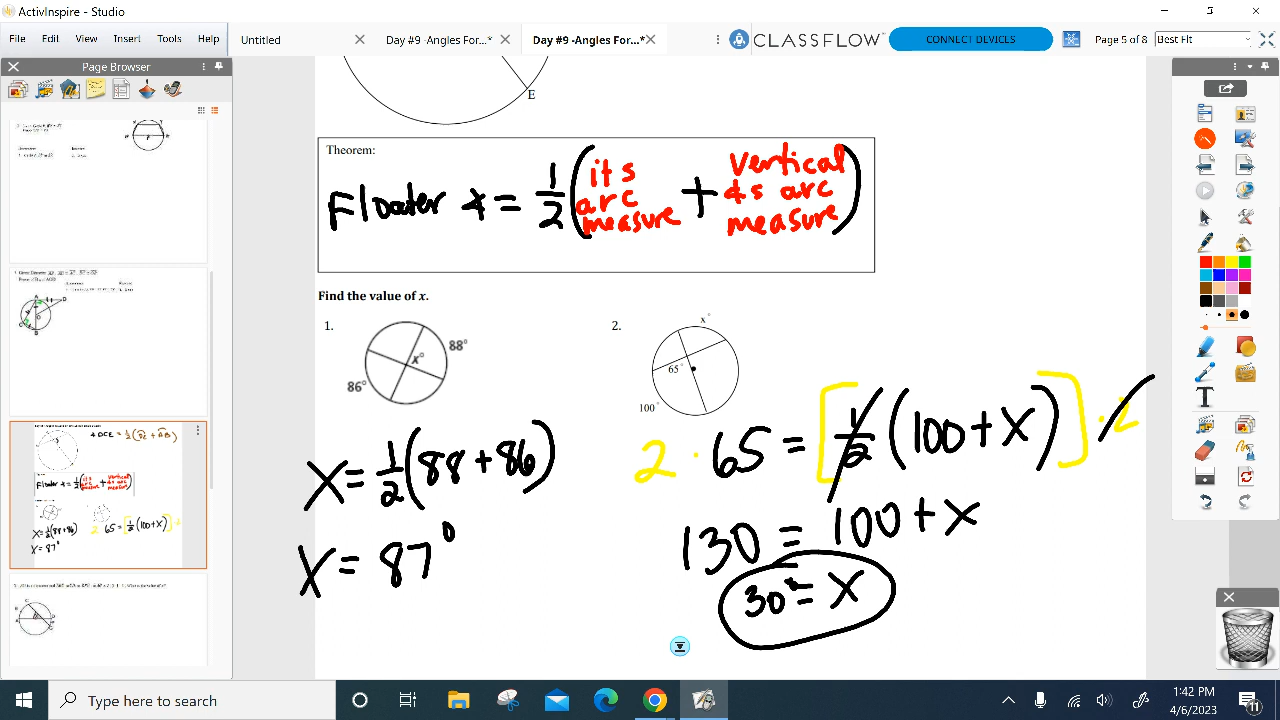 ActivInspire - Studio
File Edit View Insert Tools Help
Untitled
Day #9 -Angles For...*
Day #9 -Angles For...*
CLASSFLOW
CONNECT DEVICES
Page 5 of 8
Best Fit
Page Browser
E
Theorem:
Floater ∡ = 1/2 (its arc measure + vertical ∡s arc measure)
Find the value of x.
1.
x°
88°
86°
X = 1/2 (88 + 86)
X = 87°
2.
x°
65°
100°
2 · 65 = [1/2 (100 + X)] · 2
130 = 100 + X
30° = X
Type here to search
1:42 PM
4/6/2023
11